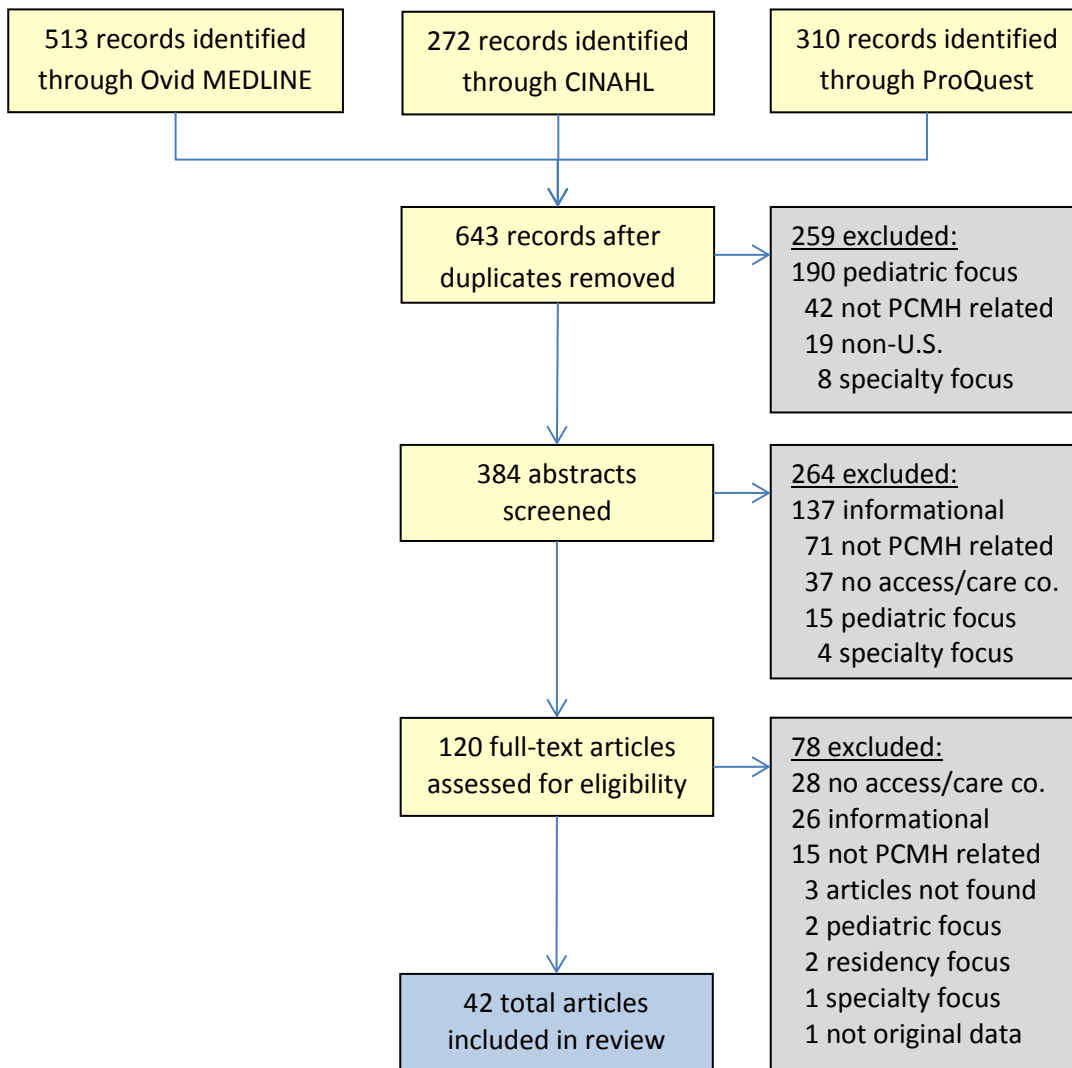 513 records identified
through Ovid MEDLINE
272 records identified
through CINAHL
310 records identified
through ProQuest
643 records after
duplicates removed
259 excluded:
190 pediatric focus
42 not PCMH related
19 non-U.S.
8 specialty focus
384 abstracts
screened
264 excluded:
137 informational
71 not PCMH related
37 no access/care co.
15 pediatric focus
4 specialty focus
120 full-text articles
assessed for eligibility
78 excluded:
28 no access/care co.
26 informational
15 not PCMH related
3 articles not found
2 pediatric focus
2 residency focus
1 specialty focus
1 not original data
42 total articles
included in review